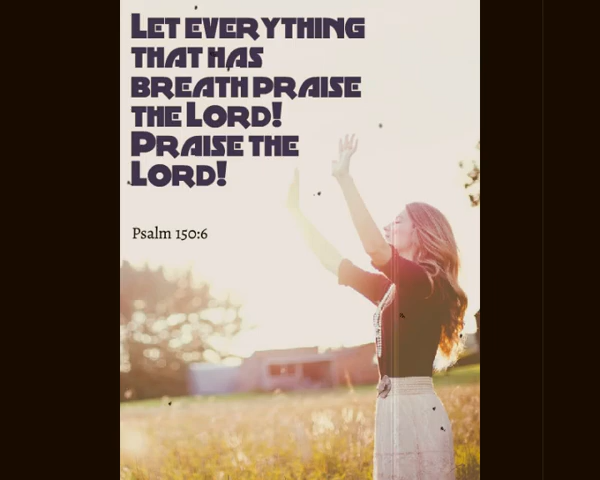 Let everything
that has
breath praise
the Lord!
Praise the
Lord!
Psalm 150:6